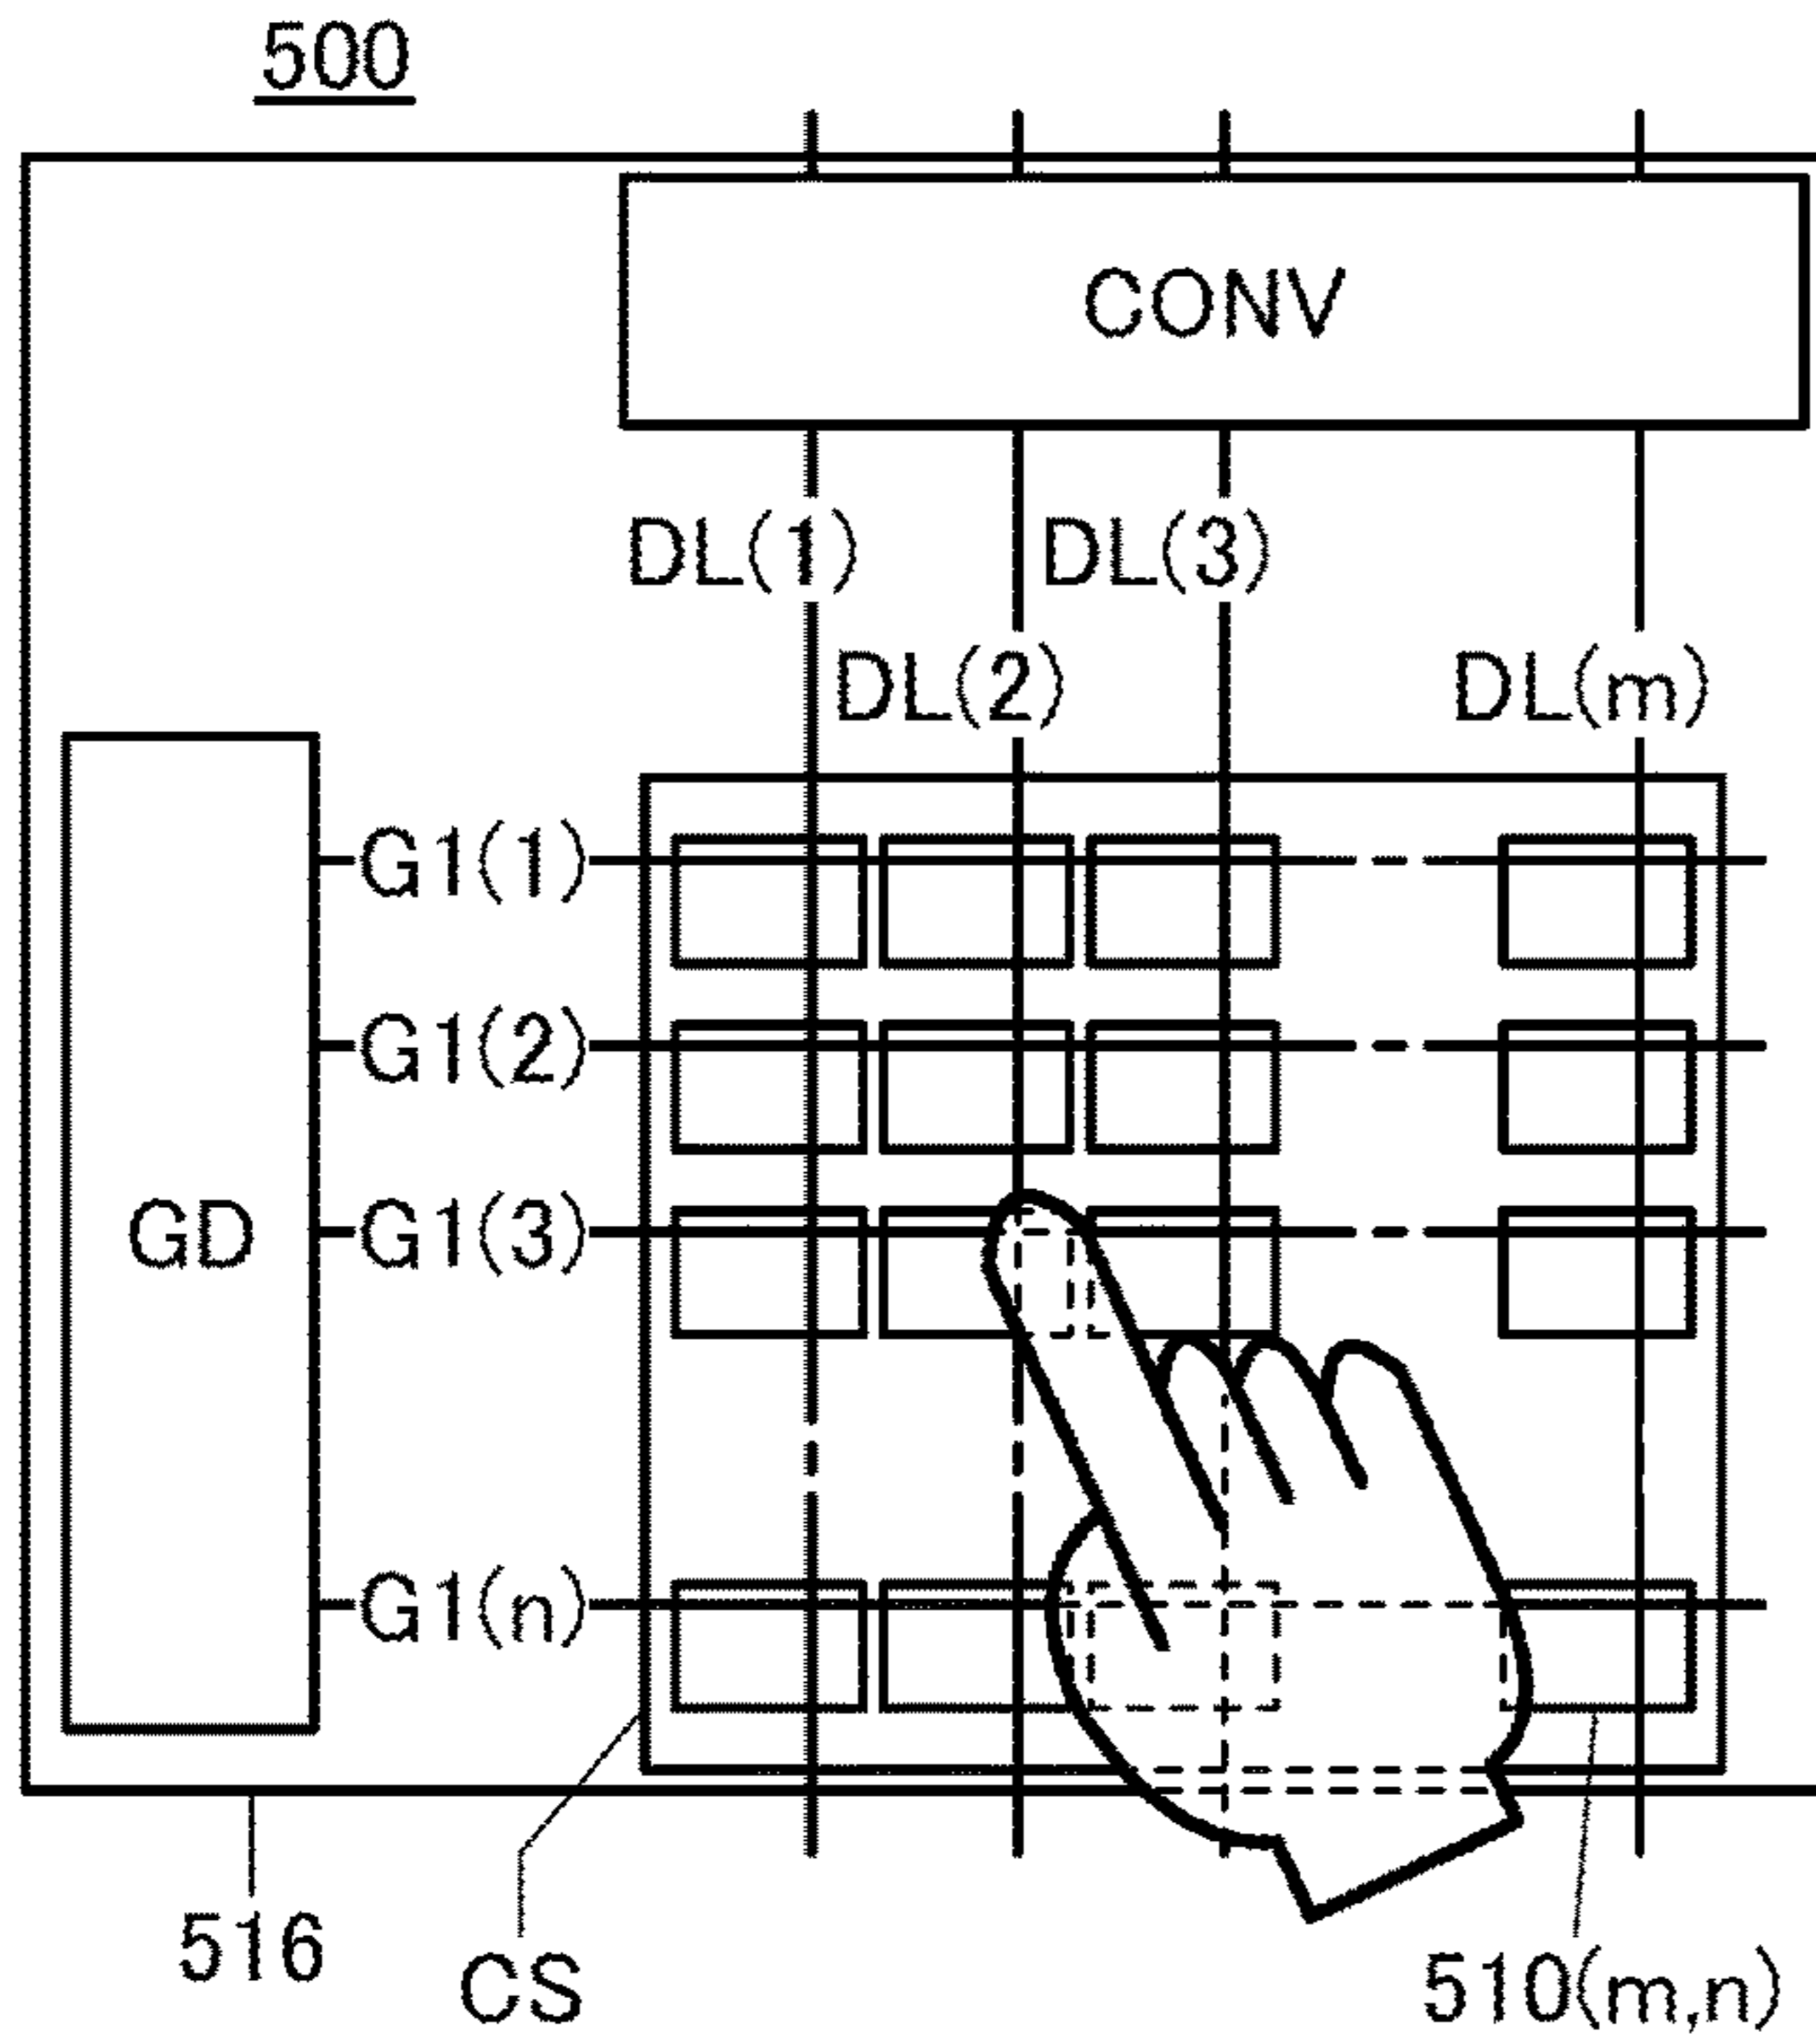 500
CONV
DL(1) DL(3)
DL(2) DL(m)
G1(1)
G1(2)
GD G1(3)
G1(n)
516 CS 510(m,n)